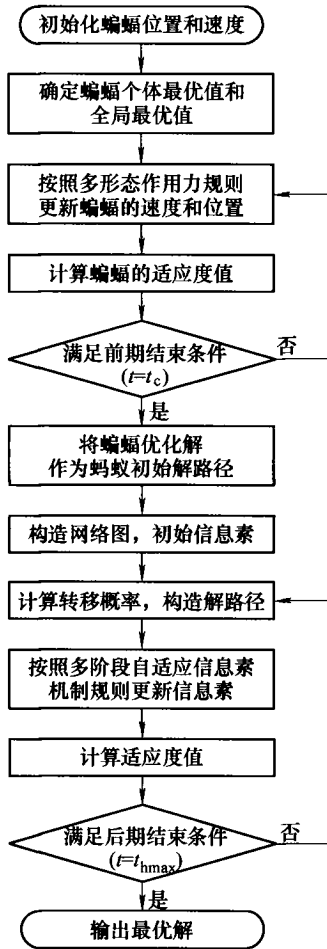 初始化蝙蝠位置和速度
确定蝙蝠个体最优值和
全局最优值
按照多形态作用力规则
更新蝙蝠的速度和位置
计算蝙蝠的适应度值
满足前期结束条件
(t=tc)
否
是
将蝙蝠优化解
作为蚂蚁初始解路径
构造网络图，初始信息素
计算转移概率，构造解路径
按照多阶段自适应信息素
机制规则更新信息素
计算适应度值
满足后期结束条件
(t=thmax)
否
是
输出最优解